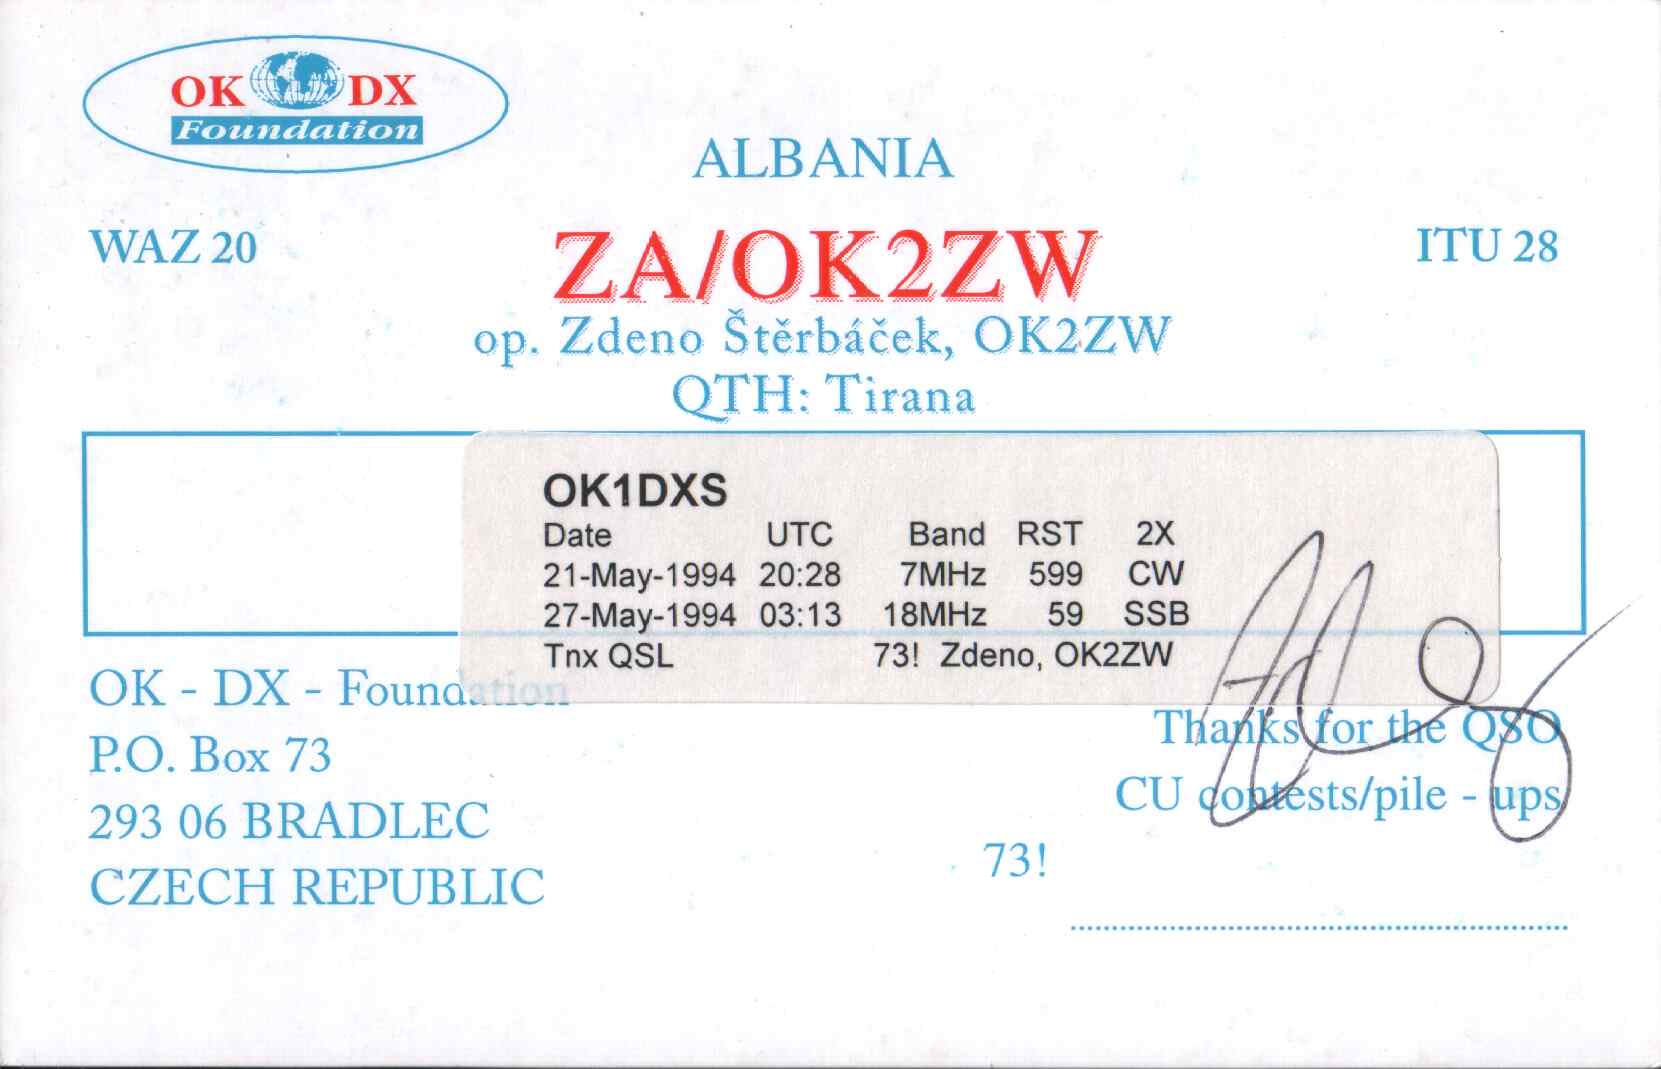 OK DX
Foundation
ALBANIA
WAZ 20
ZA/OK2ZW
ITU 28
op. Zdeno Štěrbáček, OK2ZW
QTH: Tirana
OK1DXS
Date UTC Band RST 2X
21-May-1994 20:28 7MHz 599 CW
27-May-1994 03:13 18MHz 59 SSB
Tnx QSL 73! Zdeno, OK2ZW
OK - DX - Foundation
P.O. Box 73
293 06 BRADLEC
CZECH REPUBLIC
Thanks for the QSO
CU contests/pile - ups
73!